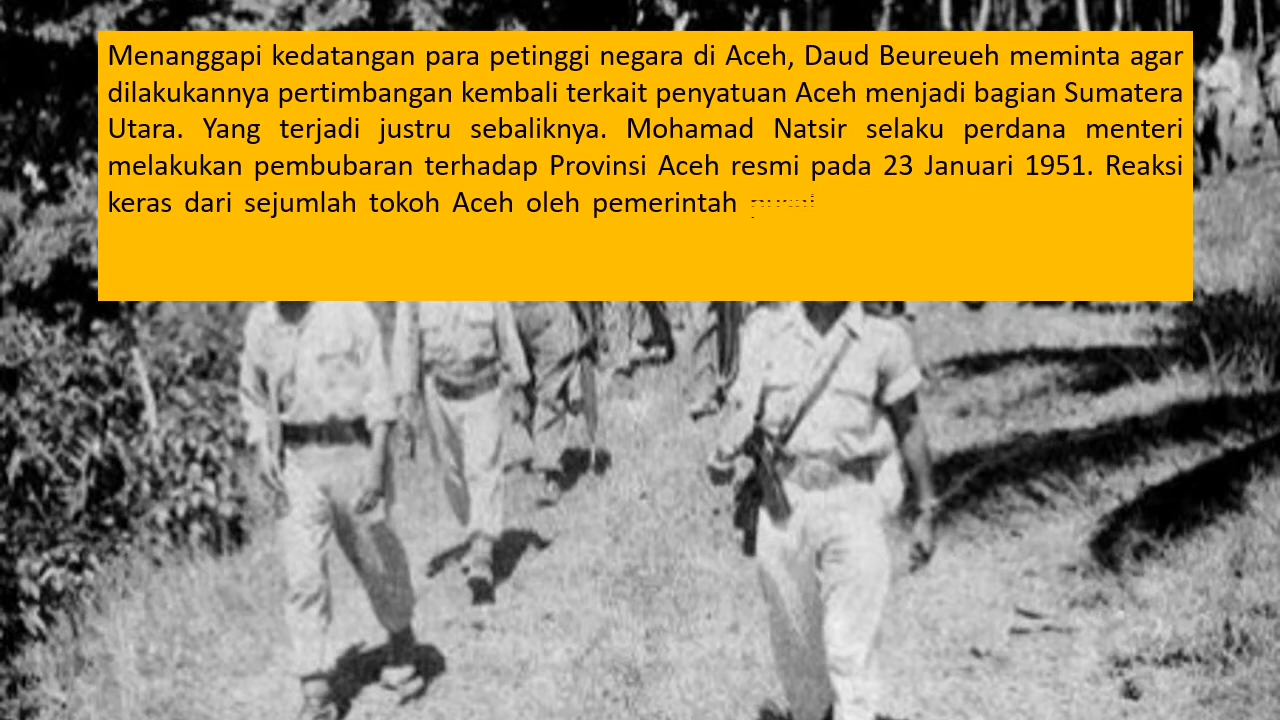 Menanggapi kedatangan para petinggi negara di Aceh, Daud Beureueh meminta agar
dilakukannya pertimbangan kembali terkait penyatuan Aceh menjadi bagian Sumatera
Utara. Yang terjadi justru sebaliknya. Mohamad Natsir selaku perdana menteri
melakukan pembubaran terhadap Provinsi Aceh resmi pada 23 Januari 1951. Reaksi
keras dari sejumlah tokoh Aceh oleh pemerintah